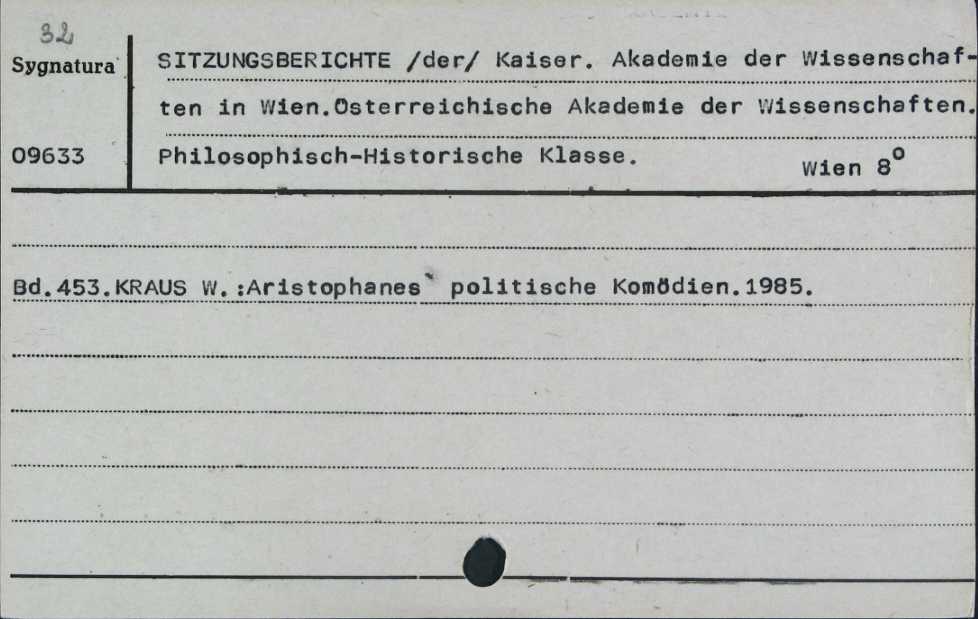 32
Sygnatura
SITZUNGSBERICHTE /der/ Kaiser. Akademie der Wissenschaf-
ten in Wien.Österreichische Akademie der Wissenschaften.
09633
Philosophisch-Historische Klasse.
Wien 8°
Bd.453.KRAUS W.:Aristophanes` politische Komödien.1985.